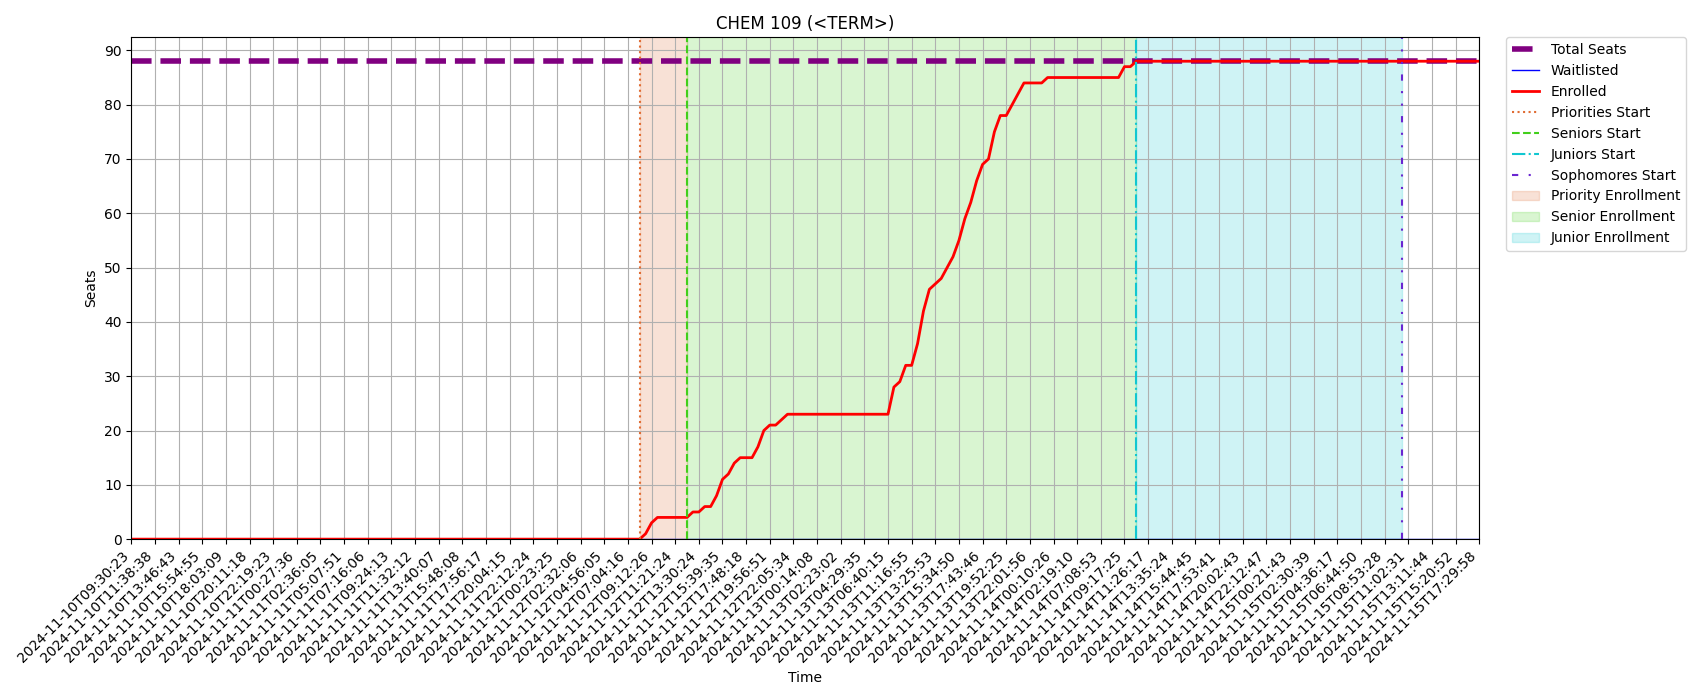 CHEM 109 (<TERM>)
90
80
70
60
50
40
30
20
10
0
Seats
2024-11-10T09:30:23
2024-11-10T11:38:38
2024-11-10T13:46:43
2024-11-10T15:54:55
2024-11-10T18:03:09
2024-11-10T20:11:18
2024-11-10T22:19:23
2024-11-11T00:27:36
2024-11-11T02:36:05
2024-11-11T05:07:51
2024-11-11T07:16:06
2024-11-11T09:24:13
2024-11-11T11:32:12
2024-11-11T13:40:07
2024-11-11T15:48:08
2024-11-11T17:56:17
2024-11-11T20:04:15
2024-11-11T22:12:24
2024-11-12T00:23:25
2024-11-12T02:32:06
2024-11-12T04:56:05
2024-11-12T07:04:16
2024-11-12T09:12:26
2024-11-12T11:21:24
2024-11-12T13:30:24
2024-11-12T15:39:35
2024-11-12T17:48:18
2024-11-12T19:56:51
2024-11-12T22:05:34
2024-11-13T00:14:08
2024-11-13T02:23:02
2024-11-13T04:29:35
2024-11-13T06:40:15
2024-11-13T11:16:55
2024-11-13T13:25:53
2024-11-13T15:34:50
2024-11-13T17:43:46
2024-11-13T19:52:25
2024-11-13T22:01:56
2024-11-14T00:10:26
2024-11-14T02:19:10
2024-11-14T07:08:53
2024-11-14T09:17:25
2024-11-14T11:26:17
2024-11-14T13:35:24
2024-11-14T15:44:45
2024-11-14T17:53:41
2024-11-14T20:02:43
2024-11-14T22:12:47
2024-11-15T00:21:43
2024-11-15T02:30:39
2024-11-15T04:36:17
2024-11-15T06:44:50
2024-11-15T08:53:28
2024-11-15T11:02:31
2024-11-15T13:11:44
2024-11-15T15:20:52
2024-11-15T17:29:58
Time
Total Seats
Waitlisted
Enrolled
Priorities Start
Seniors Start
Juniors Start
Sophomores Start
Priority Enrollment
Senior Enrollment
Junior Enrollment